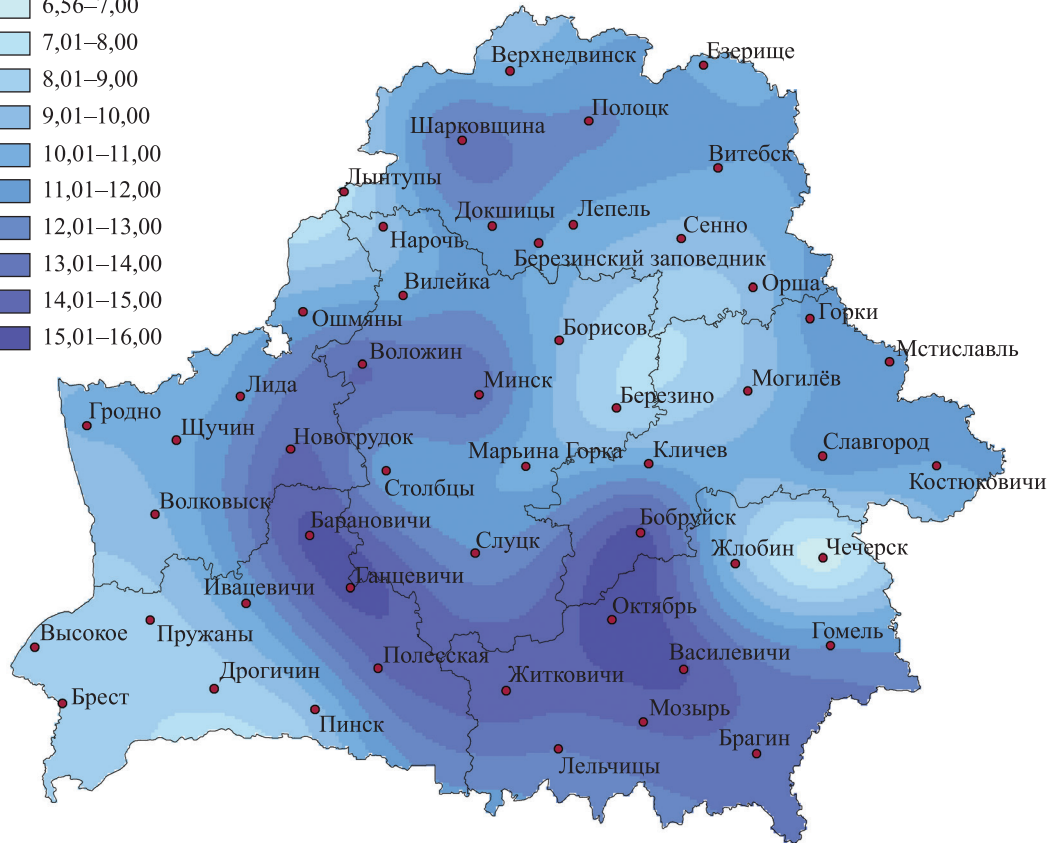 6,56–7,00
7,01–8,00
8,01–9,00
9,01–10,00
10,01–11,00
11,01–12,00
12,01–13,00
13,01–14,00
14,01–15,00
15,01–16,00
Верхнедвинск
Езерище
Полоцк
Шарковщина
Витебск
Лынтупы
Докшицы
Лепель
Сенно
Нарочь
Березинский заповедник
Вилейка
Орша
Ошмяны
Борисов
Горки
Воложин
Мстиславль
Минск
Могилёв
Лида
Березино
Гродно
Щучин
Новогрудок
Марьина Горка
Кличев
Славгород
Столбцы
Костюковичи
Волковыск
Барановичи
Бобруйск
Слуцк
Жлобин
Чечерск
Ганцевичи
Ивацевичи
Октябрь
Высокое
Пружаны
Гомель
Полесская
Василевичи
Дрогичин
Житковичи
Брест
Мозырь
Пинск
Брагин
Лельчицы